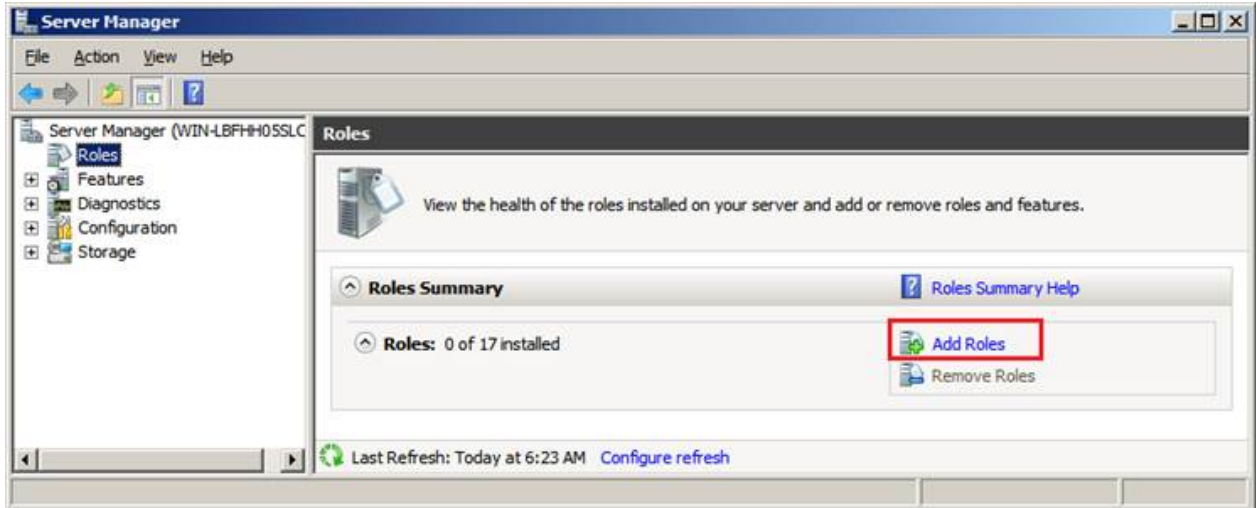 Server Manager
File Action View Help
Server Manager (WIN-LBFHH05SLC
Roles
Features
Diagnostics
Configuration
Storage
Roles
View the health of the roles installed on your server and add or remove roles and features.
Roles Summary
Roles Summary Help
Roles: 0 of 17 installed
Add Roles
Remove Roles
Last Refresh: Today at 6:23 AM Configure refresh